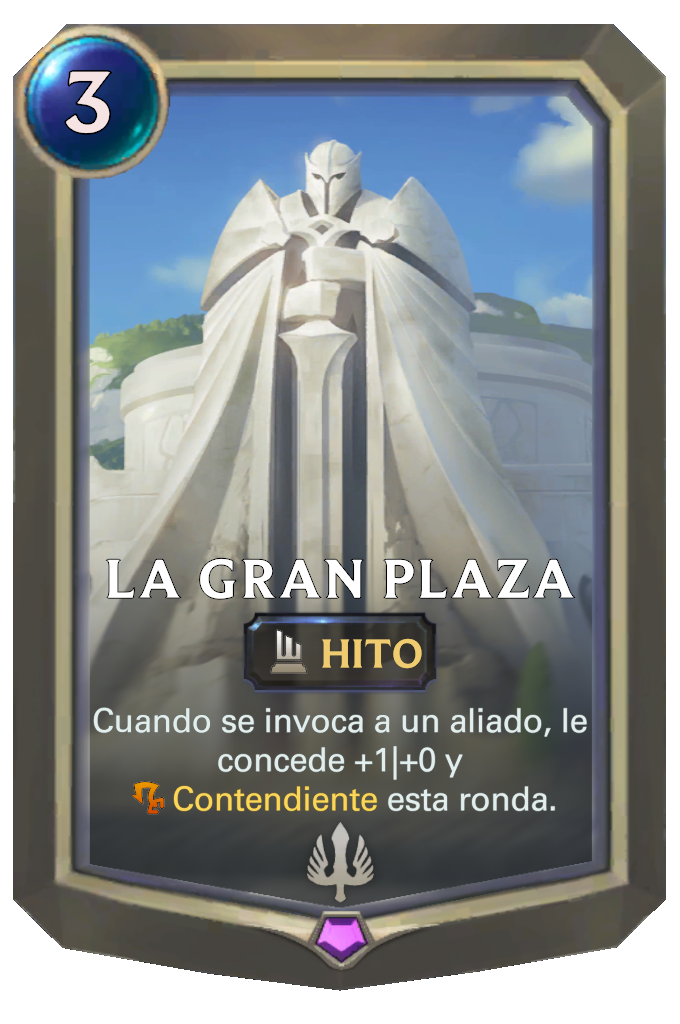 3
LA GRAN PLAZA
HITO
Cuando se invoca a un aliado, le
concede +1|+0 y
Contendiente esta ronda.